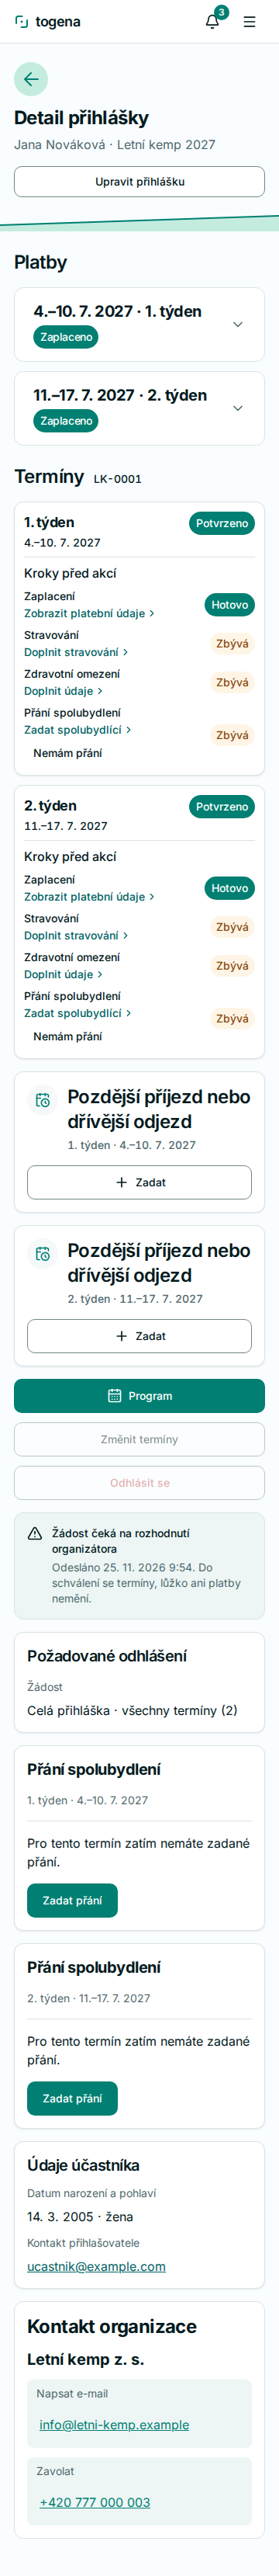 togena
3
Detail přihlášky
Jana Nováková · Letní kemp 2027
Upravit přihlášku
Platby
4.–10. 7. 2027 · 1. týden
Zaplaceno
11.–17. 7. 2027 · 2. týden
Zaplaceno
Termíny LK-0001
1. týden
Potvrzeno
4.–10. 7. 2027
Kroky před akcí
Zaplacení
Zobrazit platební údaje
Hotovo
Stravování
Doplnit stravování
Zbývá
Zdravotní omezení
Doplnit údaje
Zbývá
Přání spolubydlení
Zadat spolubydlící
Zbývá
Nemám přání
2. týden
Potvrzeno
11.–17. 7. 2027
Kroky před akcí
Zaplacení
Zobrazit platební údaje
Hotovo
Stravování
Doplnit stravování
Zbývá
Zdravotní omezení
Doplnit údaje
Zbývá
Přání spolubydlení
Zadat spolubydlící
Zbývá
Nemám přání
Pozdější příjezd nebo
dřívější odjezd
1. týden · 4.–10. 7. 2027
Zadat
Pozdější příjezd nebo
dřívější odjezd
2. týden · 11.–17. 7. 2027
Zadat
Program
Změnit termíny
Odhlásit se
Žádost čeká na rozhodnutí
organizátora
Odesláno 25. 11. 2026 9:54. Do
schválení se termíny, lůžko ani platby
nemění.
Požadované odhlášení
Žádost
Celá přihláška · všechny termíny (2)
Přání spolubydlení
1. týden · 4.–10. 7. 2027
Pro tento termín zatím nemáte zadané
přání.
Zadat přání
Přání spolubydlení
2. týden · 11.–17. 7. 2027
Pro tento termín zatím nemáte zadané
přání.
Zadat přání
Údaje účastníka
Datum narození a pohlaví
14. 3. 2005 · žena
Kontakt přihlašovatele
ucastnik@example.com
Kontakt organizace
Letní kemp z. s.
Napsat e-mail
info@letni-kemp.example
Zavolat
+420 777 000 003